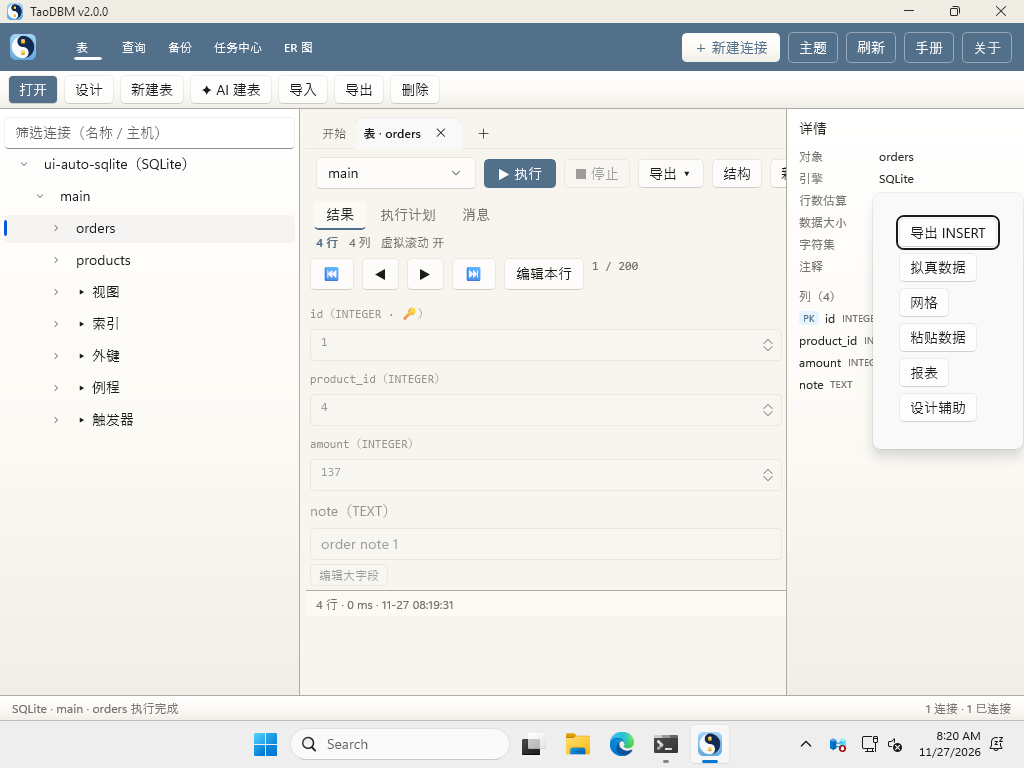 TaoDBM v2.0.0
表 查询 备份 任务中心 ER 图 + 新建连接 主题 刷新 手册 关于
打开 设计 新建表 ✦ AI 建表 导入 导出 删除
筛选连接（名称 / 主机）
ui-auto-sqlite（SQLite）
main
orders
products
▸ 视图
▸ 索引
▸ 外键
▸ 例程
▸ 触发器
开始 表 · orders
main ▶ 执行 ■ 停止 导出 ▾ 结构
结果 执行计划 消息
4 行 4 列 虚拟滚动 开
编辑本行 1 / 200
id（INTEGER · 🔑）
1
product_id（INTEGER）
4
amount（INTEGER）
137
note（TEXT）
order note 1
编辑大字段
4 行 · 0 ms · 11-27 08:19:31
详情
对象 orders
引擎 SQLite
行数估算
数据大小
字符集
注释
列（4）
PK id INTEGE
product_id IN
amount INTEG
note TEXT
导出 INSERT
拟真数据
网格
粘贴数据
报表
设计辅助
SQLite · main · orders 执行完成 1 连接 · 1 已连接
Search
8:20 AM
11/27/2026